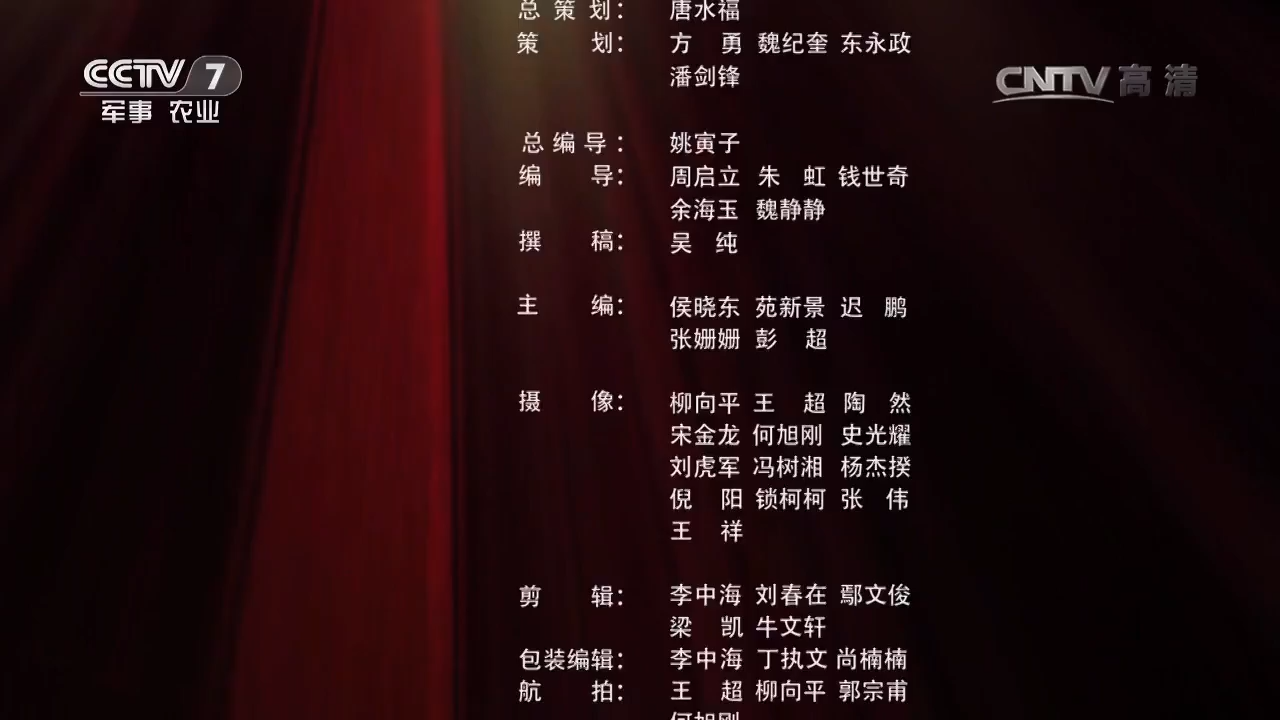 总策划： 唐水福
策划： 方勇 魏纪奎 东永政
潘剑锋
CCTV 7
军事 农业
CNTV 高清
总编导： 姚寅子
编导： 周启立 朱虹 钱世奇
余海玉 魏静静
撰稿： 吴纯
主编： 侯晓东 苑新景 迟鹏
张姗姗 彭超
摄像： 柳向平 王超 陶然
宋金龙 何旭刚 史光耀
刘虎军 冯树湘 杨杰揆
倪阳 锁柯柯 张伟
王祥
剪辑： 李中海 刘春在 鄢文俊
梁凯 牛文轩
包装编辑： 李中海 丁执文 尚楠楠
航拍： 王超 柳向平 郭宗甫
何旭刚